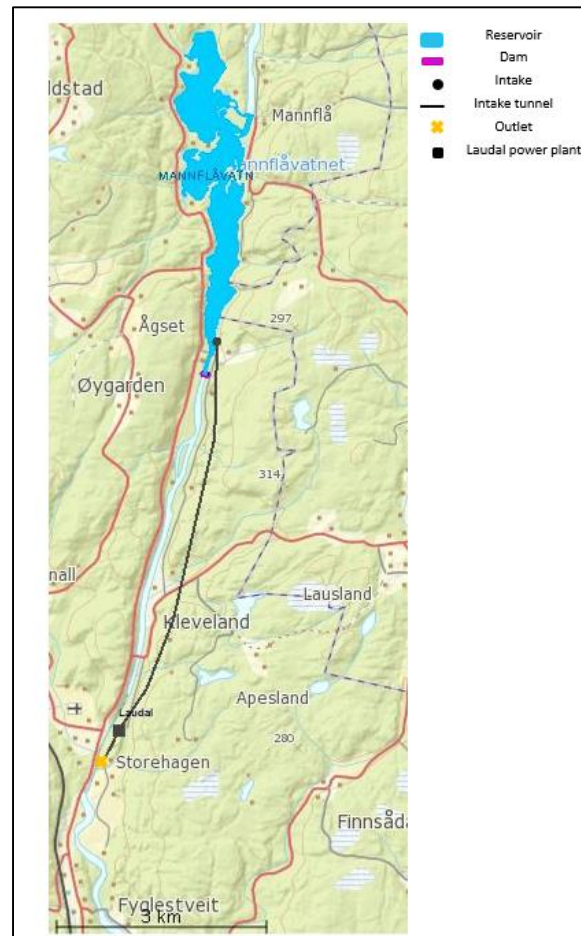 Reservoir
Dam
Intake
Intake tunnel
Outlet
Laudal power plant
ldstad
Mannflå
annflåvatnet
MANNFLÅVATN
297
Ågset
Øygarden
314
nall
Lausland
Kleveland
Apesland
Laudal
280
Storehagen
Finnsåda
Fyglestveit
3 km